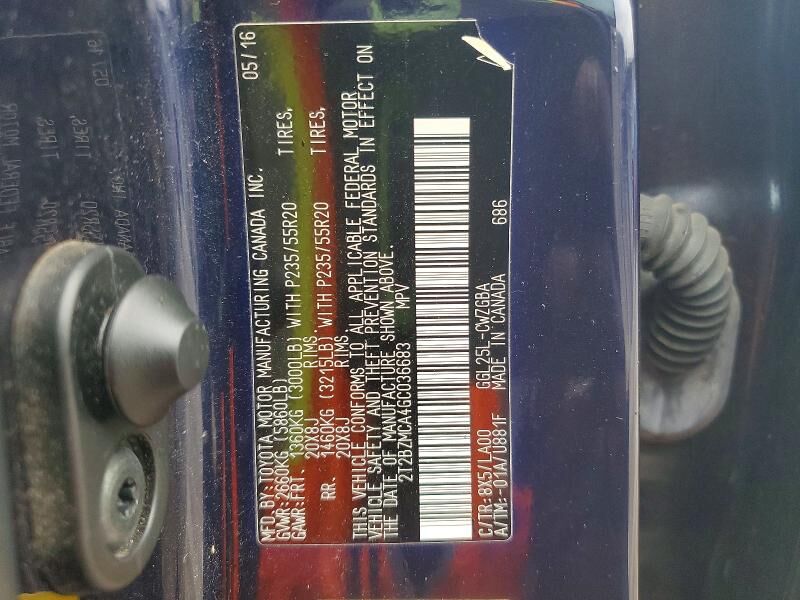 MFD BY:TOYOTA MOTOR MANUFACTURING CANADA INC. 05/16
GVWR:2660KG (5860LB)
GAWR:FRT 1360KG (3000LB) WITH P235/55R20 TIRES,
20X8J RIMS,
RR. 1460KG (3215LB) WITH P235/55R20 TIRES,
20X8J RIMS.
THIS VEHICLE CONFORMS TO ALL APPLICABLE FEDERAL MOTOR
VEHICLE SAFETY AND THEFT PREVENTION STANDARDS IN EFFECT ON
THE DATE OF MANUFACTURE SHOWN ABOVE.
2T2BZMCA4GC036683 MPV
C/TR:8X5/LA00 GGL25L-CWZGBA
A/TM:-01A/U881F MADE IN CANADA 686